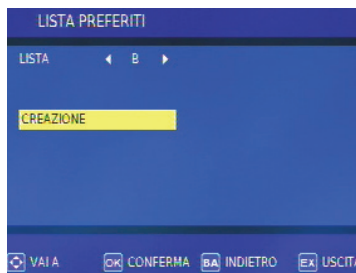 LISTA PREFERITI
LISTA B
CREAZIONE
VAI A OK CONFERMA BA INDIETRO EX USCITA